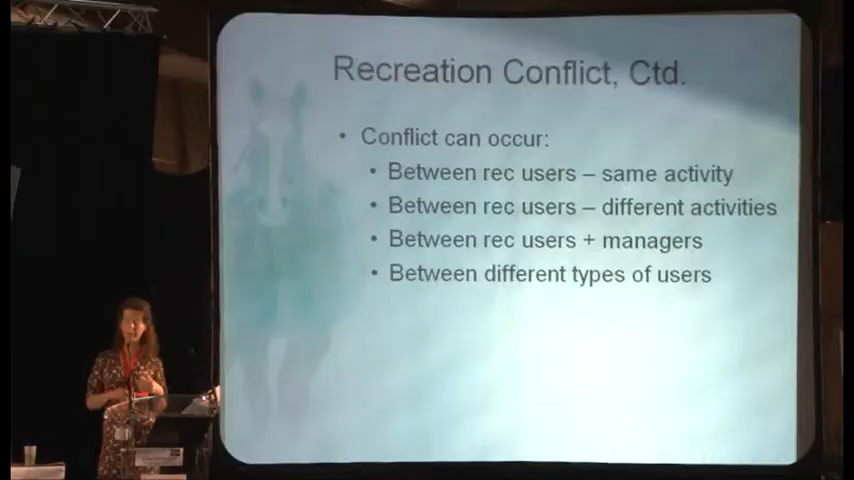 Recreation Conflict, Ctd.
• Conflict can occur:
• Between rec users – same activity
• Between rec users – different activities
• Between rec users + managers
• Between different types of users